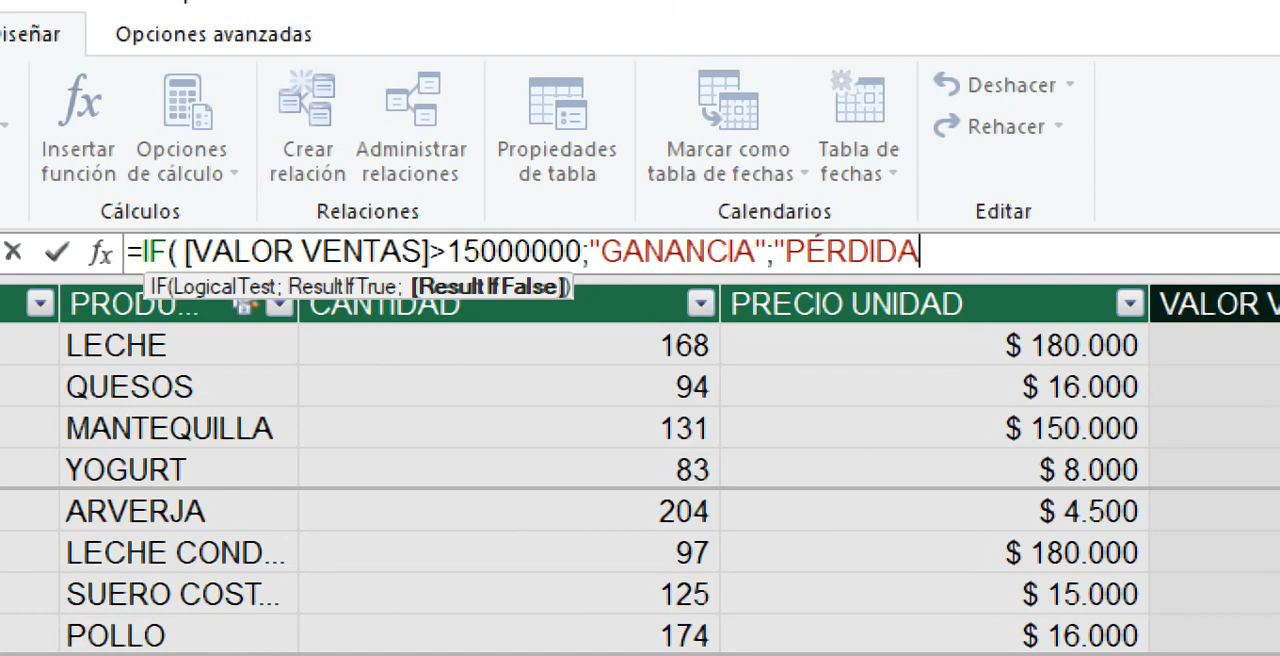 iseñar Opciones avanzadas
fx Deshacer
Rehacer
Insertar Opciones Crear Administrar Propiedades Marcar como Tabla de
función de cálculo relación relaciones de tabla tabla de fechas fechas
Cálculos Relaciones Calendarios Editar
fx =IF( [VALOR VENTAS]>15000000;"GANANCIA";"PÉRDIDA
IF(LogicalTest; ResultIfTrue; [ResultIfFalse])
PRODU... CANTIDAD PRECIO UNIDAD VALOR V
LECHE 168 $ 180.000
QUESOS 94 $ 16.000
MANTEQUILLA 131 $ 150.000
YOGURT 83 $ 8.000
ARVERJA 204 $ 4.500
LECHE COND... 97 $ 180.000
SUERO COST... 125 $ 15.000
POLLO 174 $ 16.000